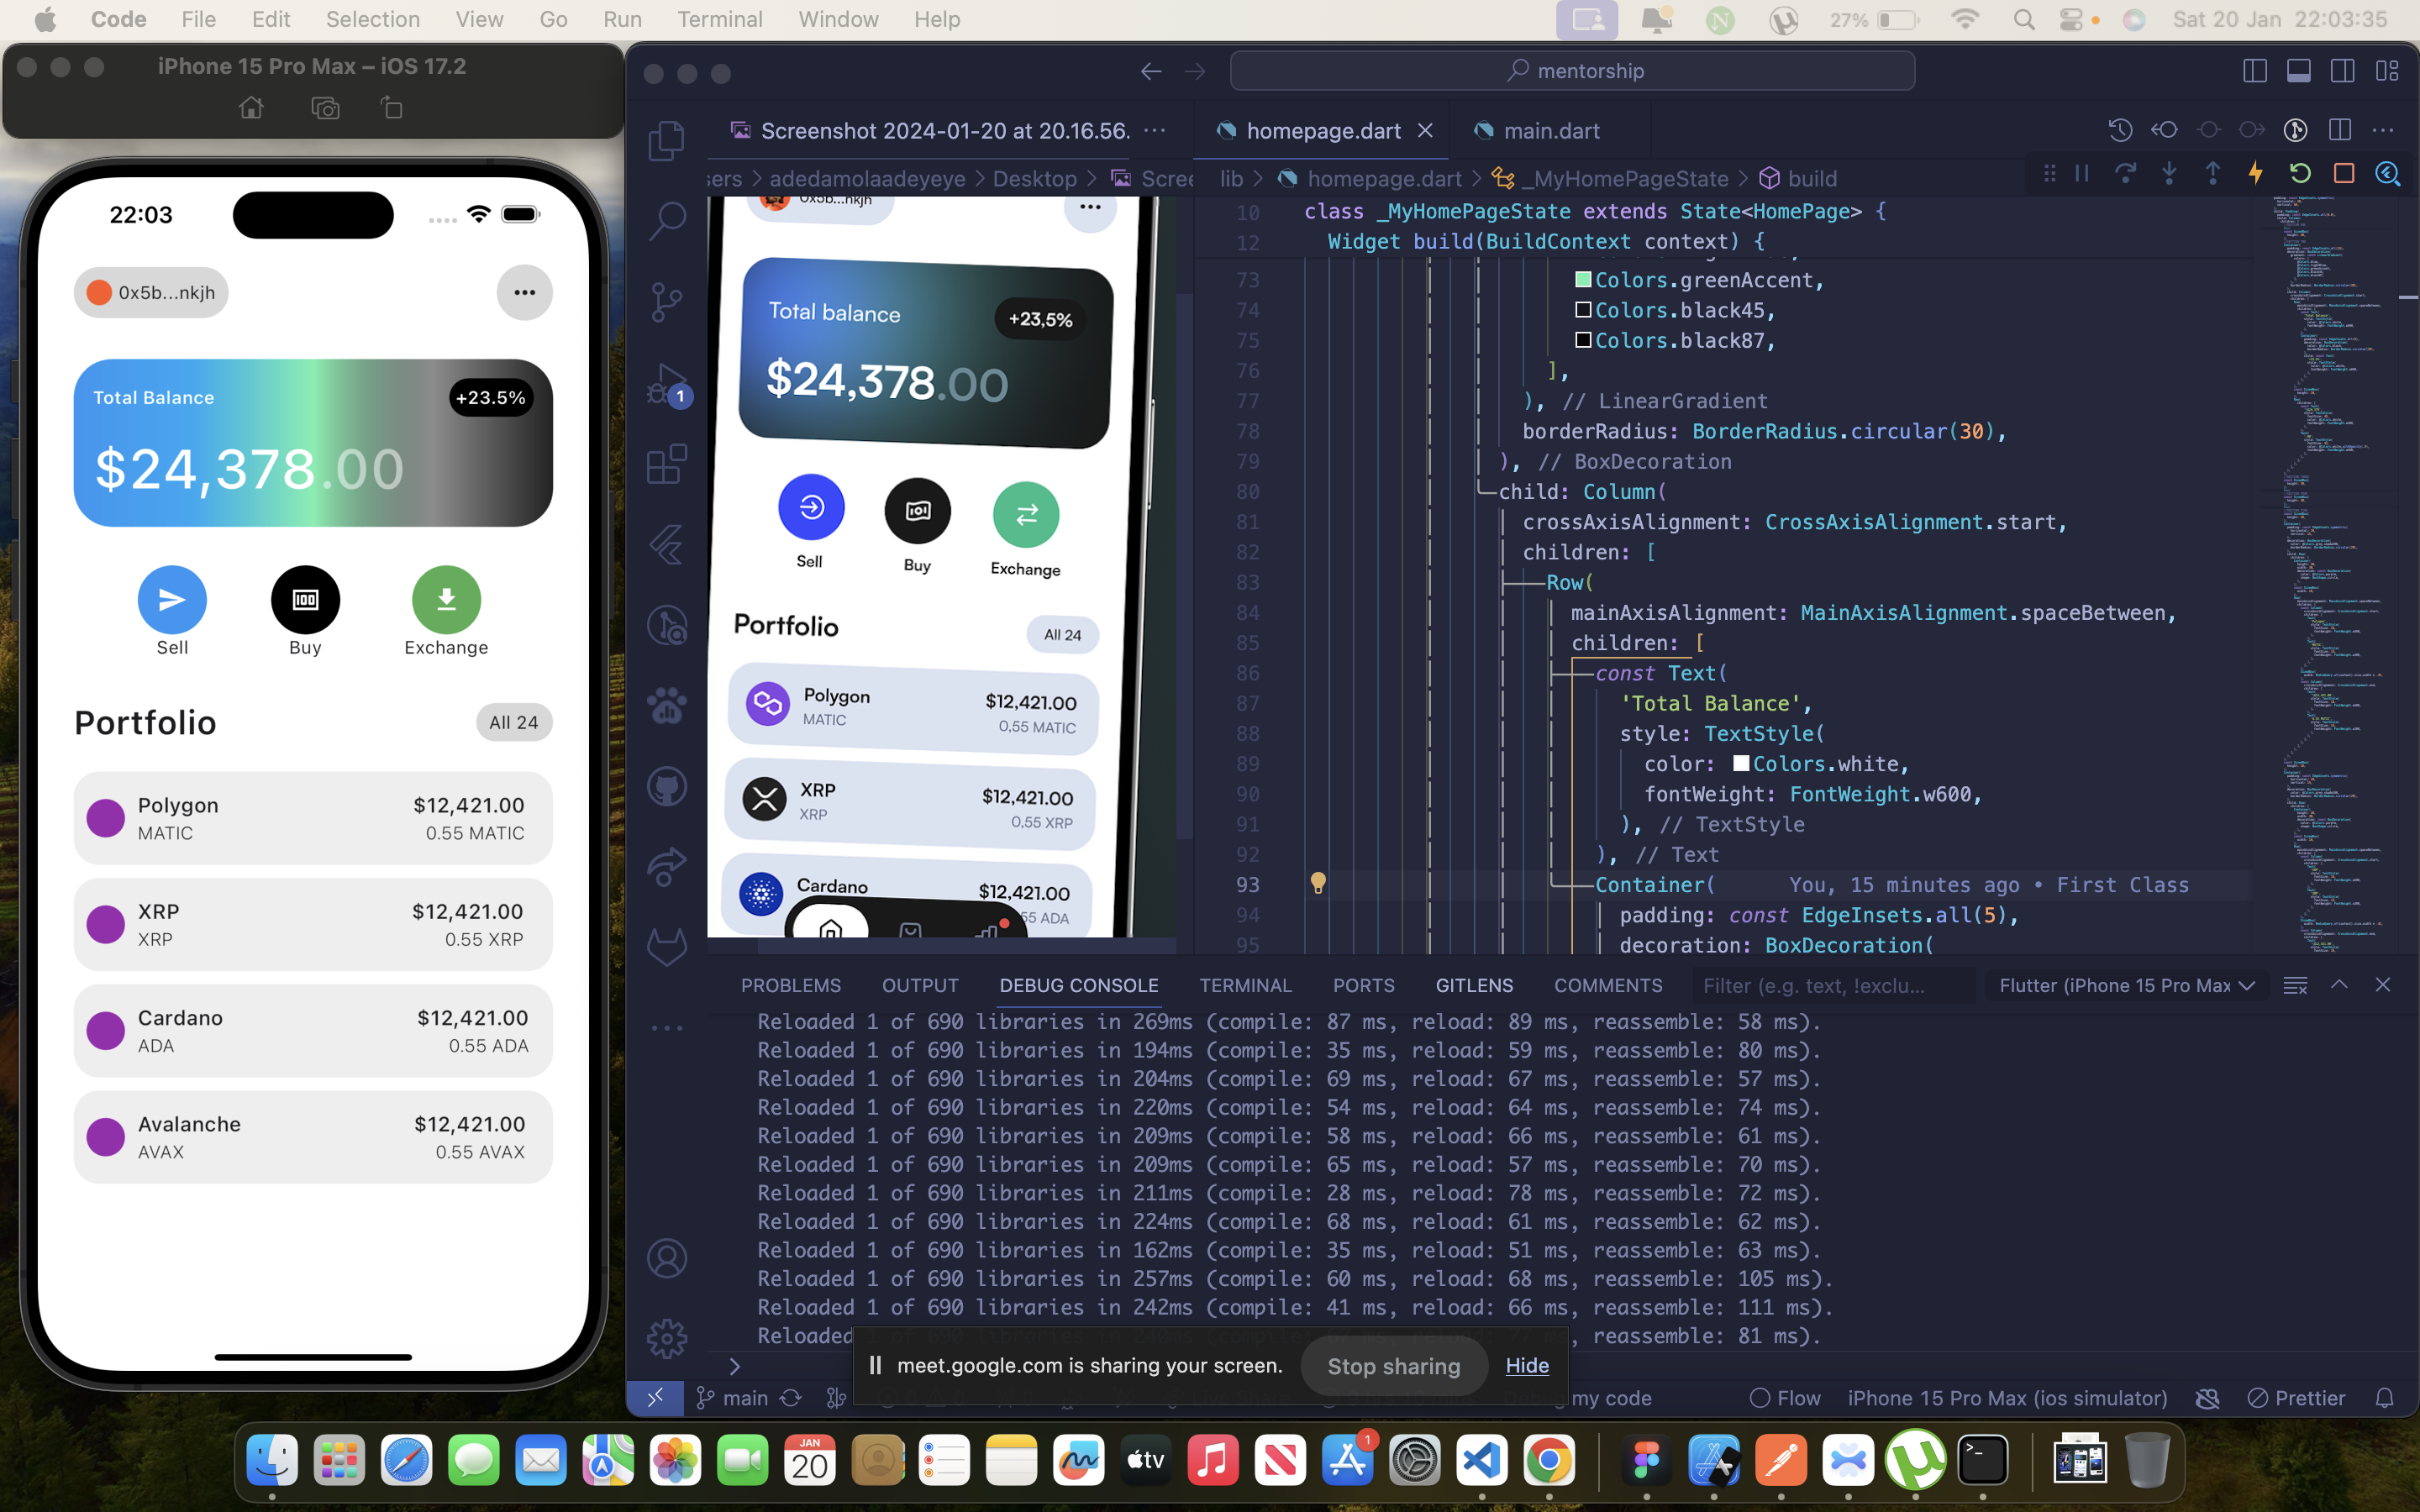 Code File Edit Selection View Go Run Terminal Window Help
27% Sat 20 Jan 22:03:35
iPhone 15 Pro Max – iOS 17.2
22:03
0x5b...nkjh
Total Balance
+23.5%
$24,378.00
Sell Buy Exchange
Portfolio
All 24
Polygon $12,421.00
MATIC 0.55 MATIC
XRP $12,421.00
XRP 0.55 XRP
Cardano $12,421.00
ADA 0.55 ADA
Avalanche $12,421.00
AVAX 0.55 AVAX
mentorship
Screenshot 2024-01-20 at 20.16.56. ...
homepage.dart
main.dart
sers > adedamolaadeyeye > Desktop > Scree
lib > homepage.dart > _MyHomePageState > build
1
0x5b...nkjh
Total balance
+23,5%
$24,378.00
Sell Buy Exchange
Portfolio
All 24
Polygon $12,421.00
MATIC 0,55 MATIC
XRP $12,421.00
XRP 0,55 XRP
Cardano $12,421.00
55 ADA
10 class _MyHomePageState extends State<HomePage> {
12 Widget build(BuildContext context) {
73 Colors.greenAccent,
74 Colors.black45,
75 Colors.black87,
76 ],
77 ), // LinearGradient
78 borderRadius: BorderRadius.circular(30),
79 ), // BoxDecoration
80 child: Column(
81 crossAxisAlignment: CrossAxisAlignment.start,
82 children: [
83 Row(
84 mainAxisAlignment: MainAxisAlignment.spaceBetween,
85 children: [
86 const Text(
87 'Total Balance',
88 style: TextStyle(
89 color: Colors.white,
90 fontWeight: FontWeight.w600,
91 ), // TextStyle
92 ), // Text
93 Container( You, 15 minutes ago • First Class
94 padding: const EdgeInsets.all(5),
95 decoration: BoxDecoration(
PROBLEMS OUTPUT DEBUG CONSOLE TERMINAL PORTS GITLENS COMMENTS Filter (e.g. text, !exclu... Flutter (iPhone 15 Pro Max
Reloaded 1 of 690 libraries in 269ms (compile: 87 ms, reload: 89 ms, reassemble: 58 ms).
Reloaded 1 of 690 libraries in 194ms (compile: 35 ms, reload: 59 ms, reassemble: 80 ms).
Reloaded 1 of 690 libraries in 204ms (compile: 69 ms, reload: 67 ms, reassemble: 57 ms).
Reloaded 1 of 690 libraries in 220ms (compile: 54 ms, reload: 64 ms, reassemble: 74 ms).
Reloaded 1 of 690 libraries in 209ms (compile: 58 ms, reload: 66 ms, reassemble: 61 ms).
Reloaded 1 of 690 libraries in 209ms (compile: 65 ms, reload: 57 ms, reassemble: 70 ms).
Reloaded 1 of 690 libraries in 211ms (compile: 28 ms, reload: 78 ms, reassemble: 72 ms).
Reloaded 1 of 690 libraries in 224ms (compile: 68 ms, reload: 61 ms, reassemble: 62 ms).
Reloaded 1 of 690 libraries in 162ms (compile: 35 ms, reload: 51 ms, reassemble: 63 ms).
Reloaded 1 of 690 libraries in 257ms (compile: 60 ms, reload: 68 ms, reassemble: 105 ms).
Reloaded 1 of 690 libraries in 242ms (compile: 41 ms, reload: 66 ms, reassemble: 111 ms).
Reloaded , reassemble: 81 ms).
meet.google.com is sharing your screen. Stop sharing Hide
main my code Flow iPhone 15 Pro Max (ios simulator) Prettier
JAN
20
tv
1